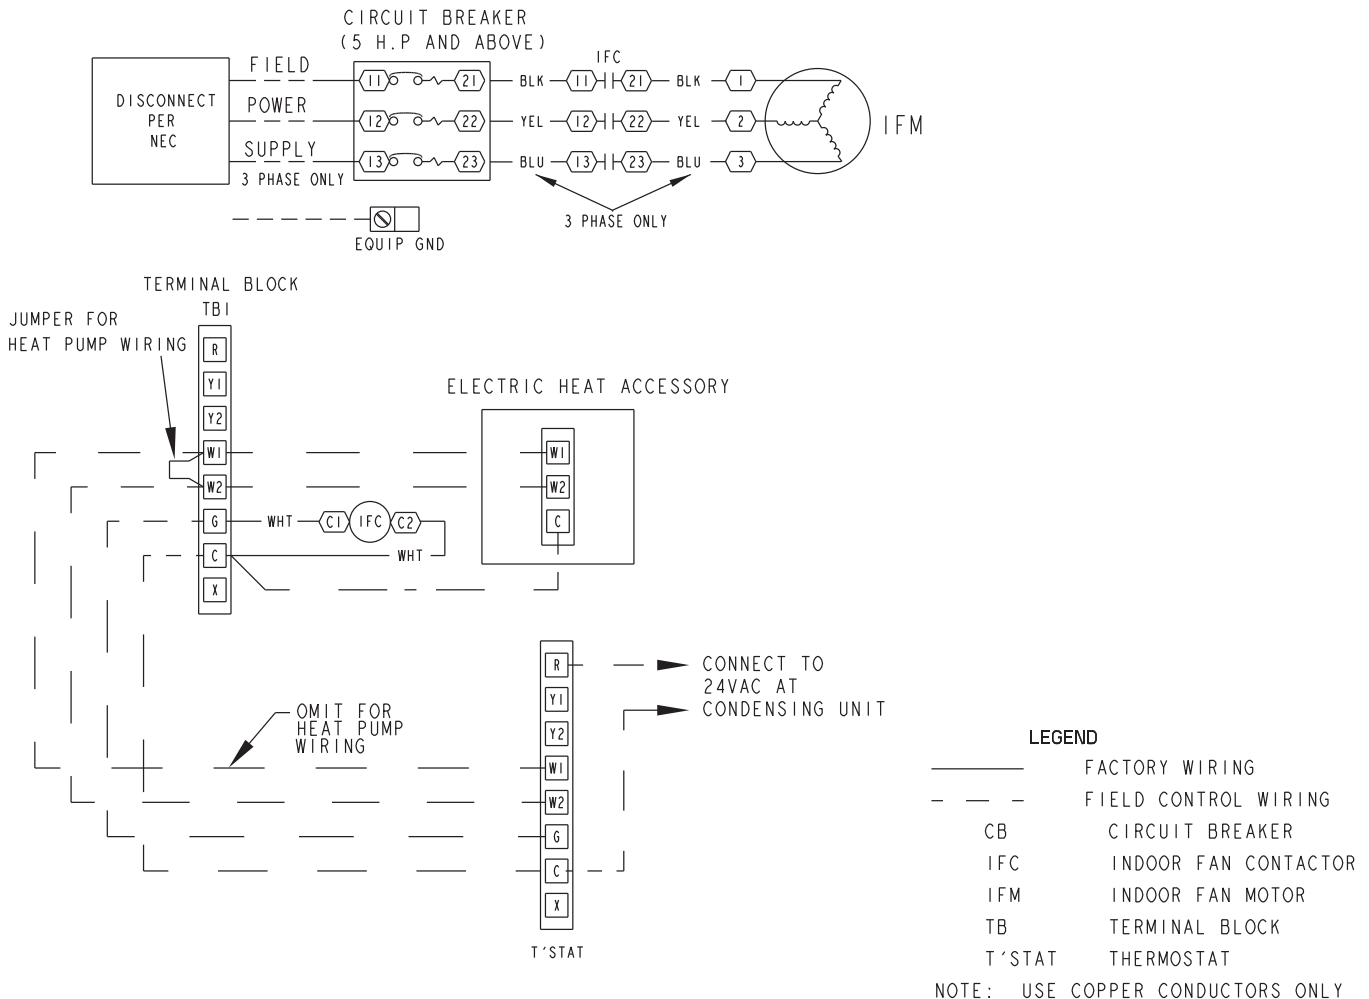 CIRCUIT BREAKER
(5 H.P AND ABOVE)
DISCONNECT
PER
NEC
FIELD
POWER
SUPPLY
3 PHASE ONLY
11 21 BLK 11 IFC 21 BLK 1
12 22 YEL 12 22 YEL 2
13 23 BLU 13 23 BLU 3
IFM
3 PHASE ONLY
EQUIP GND
TERMINAL BLOCK
TB1
JUMPER FOR
HEAT PUMP WIRING
R
Y1
Y2
W1
W2
G
C
X
WHT C1 IFC C2
WHT
ELECTRIC HEAT ACCESSORY
W1
W2
C
R
Y1
Y2
W1
W2
G
C
X
T'STAT
CONNECT TO
24VAC AT
CONDENSING UNIT
OMIT FOR
HEAT PUMP
WIRING
LEGEND
FACTORY WIRING
FIELD CONTROL WIRING
CB CIRCUIT BREAKER
IFC INDOOR FAN CONTACTOR
IFM INDOOR FAN MOTOR
TB TERMINAL BLOCK
T'STAT THERMOSTAT
NOTE: USE COPPER CONDUCTORS ONLY